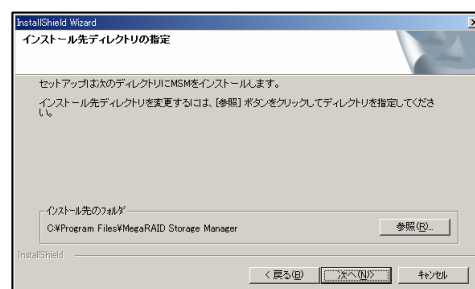 InstallShield Wizard
インストール先ディレクトリの指定
セットアップは次のディレクトリにMSMをインストールします。
インストール先ディレクトリを変更するには、[参照] ボタンをクリックしてディレクトリを指定してくださ
い。
インストール先のフォルダ
C:¥Program Files¥MegaRAID Storage Manager
参照(R)...
InstallShield
< 戻る(B)
次へ(N)>
キャンセル